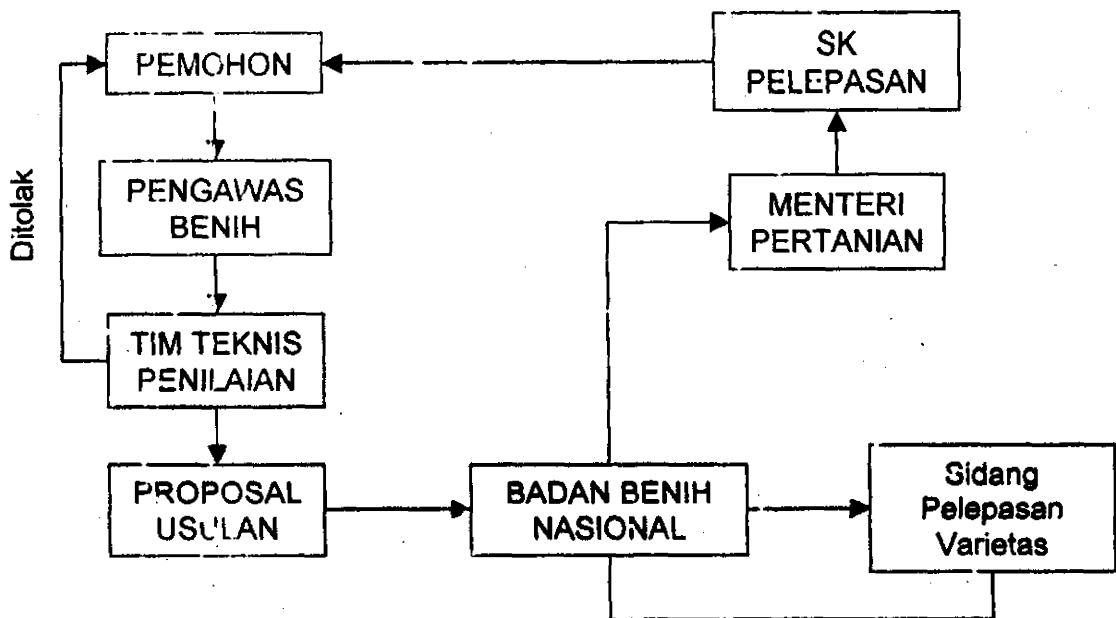 PEMOHON
SK
PELEPASAN
Ditolak
PENGAWAS
BENIH
MENTERI
PERTANIAN
TIM TEKNIS
PENILAIAN
PROPOSAL
USULAN
BADAN BENIH
NASIONAL
Sidang
Pelepasan
Varietas